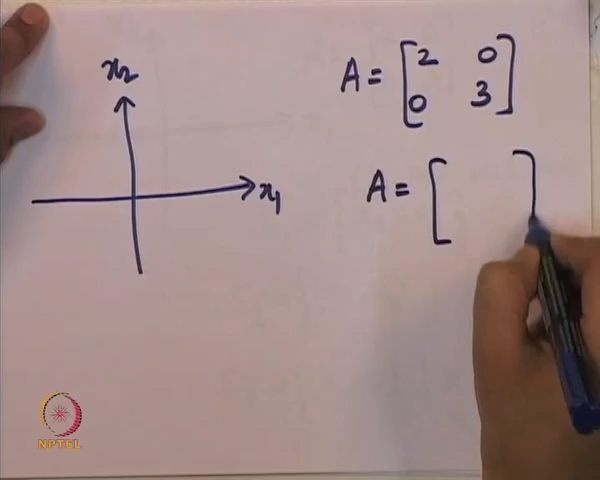 x₂
x₁
A = [2 0
0 3]
A = [ ]
NPTEL